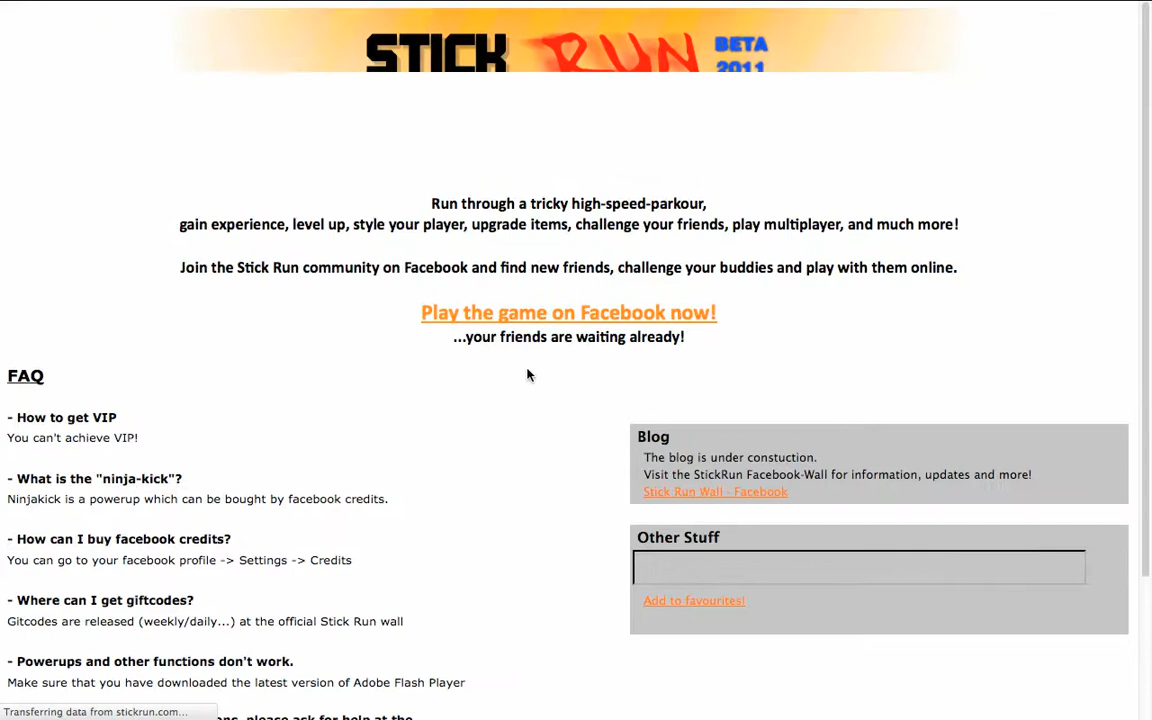 STICK RUN BETA
2011
Run through a tricky high-speed-parkour,
gain experience, level up, style your player, upgrade items, challenge your friends, play multiplayer, and much more!
Join the Stick Run community on Facebook and find new friends, challenge your buddies and play with them online.
Play the game on Facebook now!
...your friends are waiting already!
FAQ
- How to get VIP
You can't achieve VIP!
- What is the "ninja-kick"?
Ninjakick is a powerup which can be bought by facebook credits.
- How can I buy facebook credits?
You can go to your facebook profile -> Settings -> Credits
- Where can I get giftcodes?
Gitcodes are released (weekly/daily...) at the official Stick Run wall
- Powerups and other functions don't work.
Make sure that you have downloaded the latest version of Adobe Flash Player
please ask for help at the
Blog
The blog is under constuction.
Visit the StickRun Facebook-Wall for information, updates and more!
Stick Run Wall - Facebook
Other Stuff
Add to favourites!
Transferring data from stickrun.com...